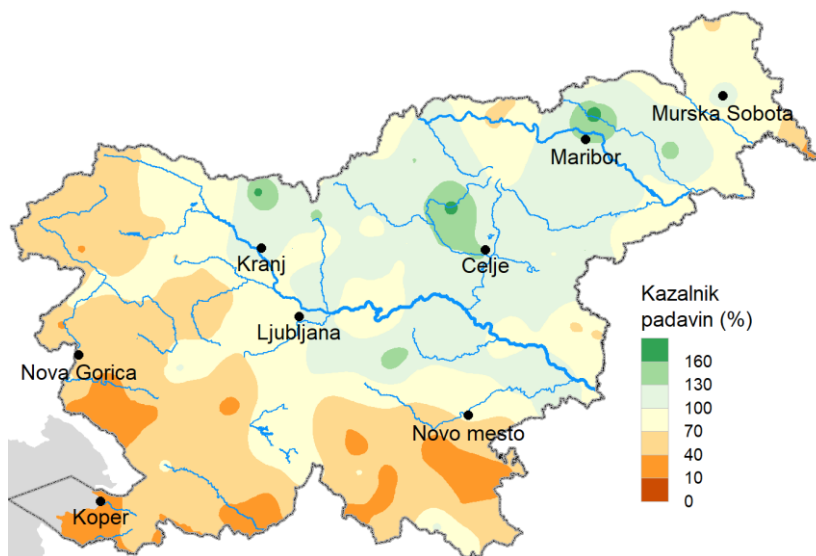 Murska Sobota
Maribor
Kranj
Celje
Ljubljana
Nova Gorica
Novo mesto
Koper
Kazalnik
padavin (%)
160
130
100
70
40
10
0